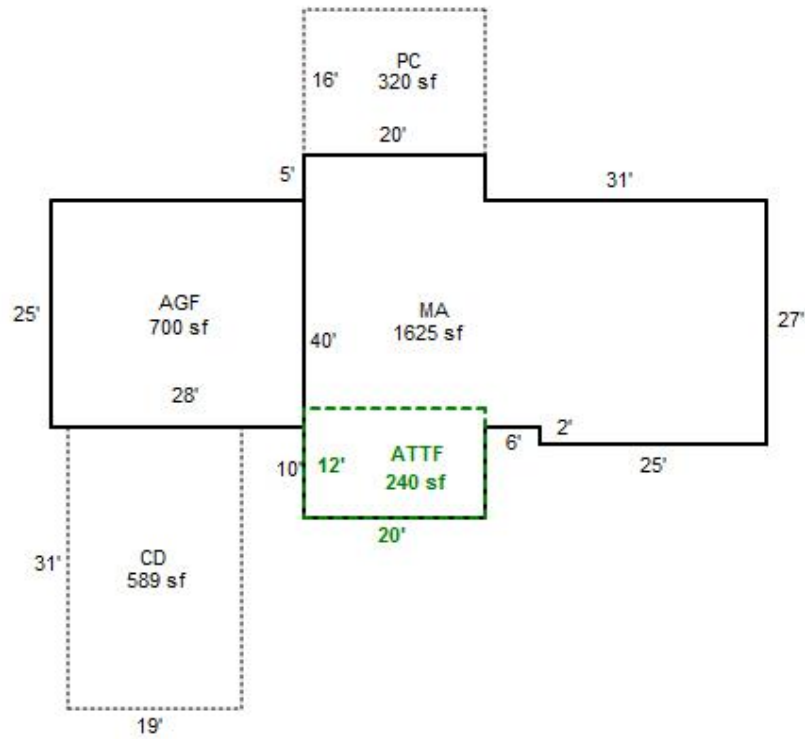 PC
320 sf
16'
20'
5'
31'
AGF
700 sf
25'
28'
MA
1625 sf
40'
27'
ATTF
240 sf
12'
10'
20'
6'
2'
25'
CD
589 sf
31'
19'